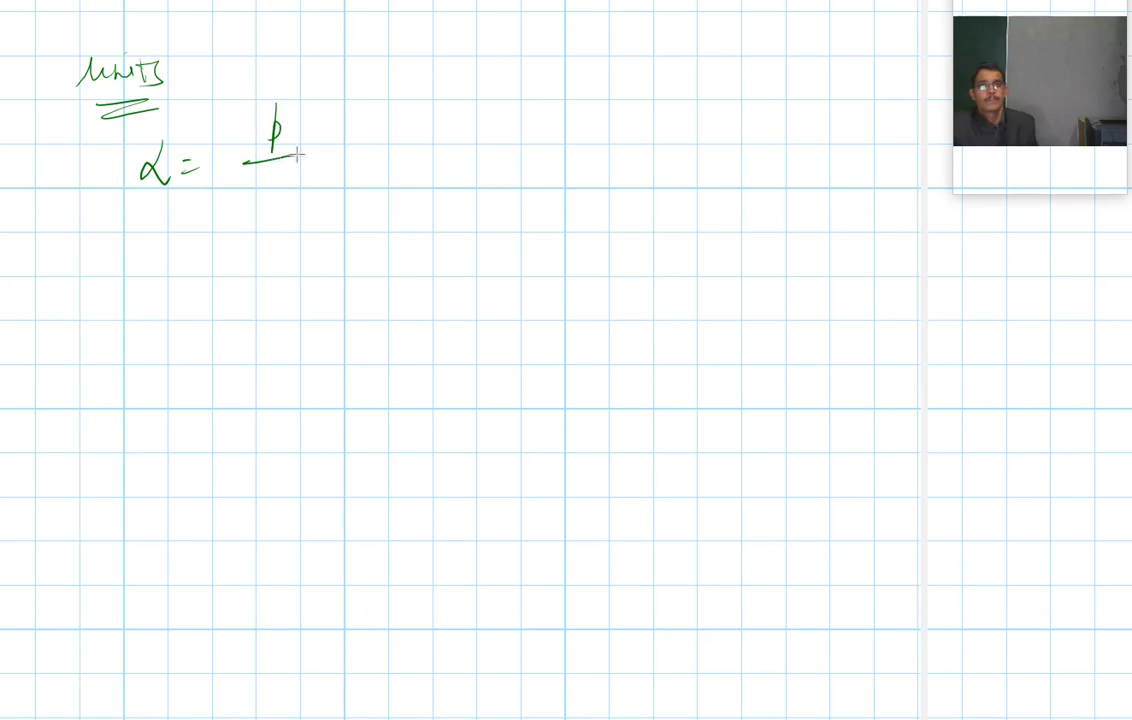 Units
α = p